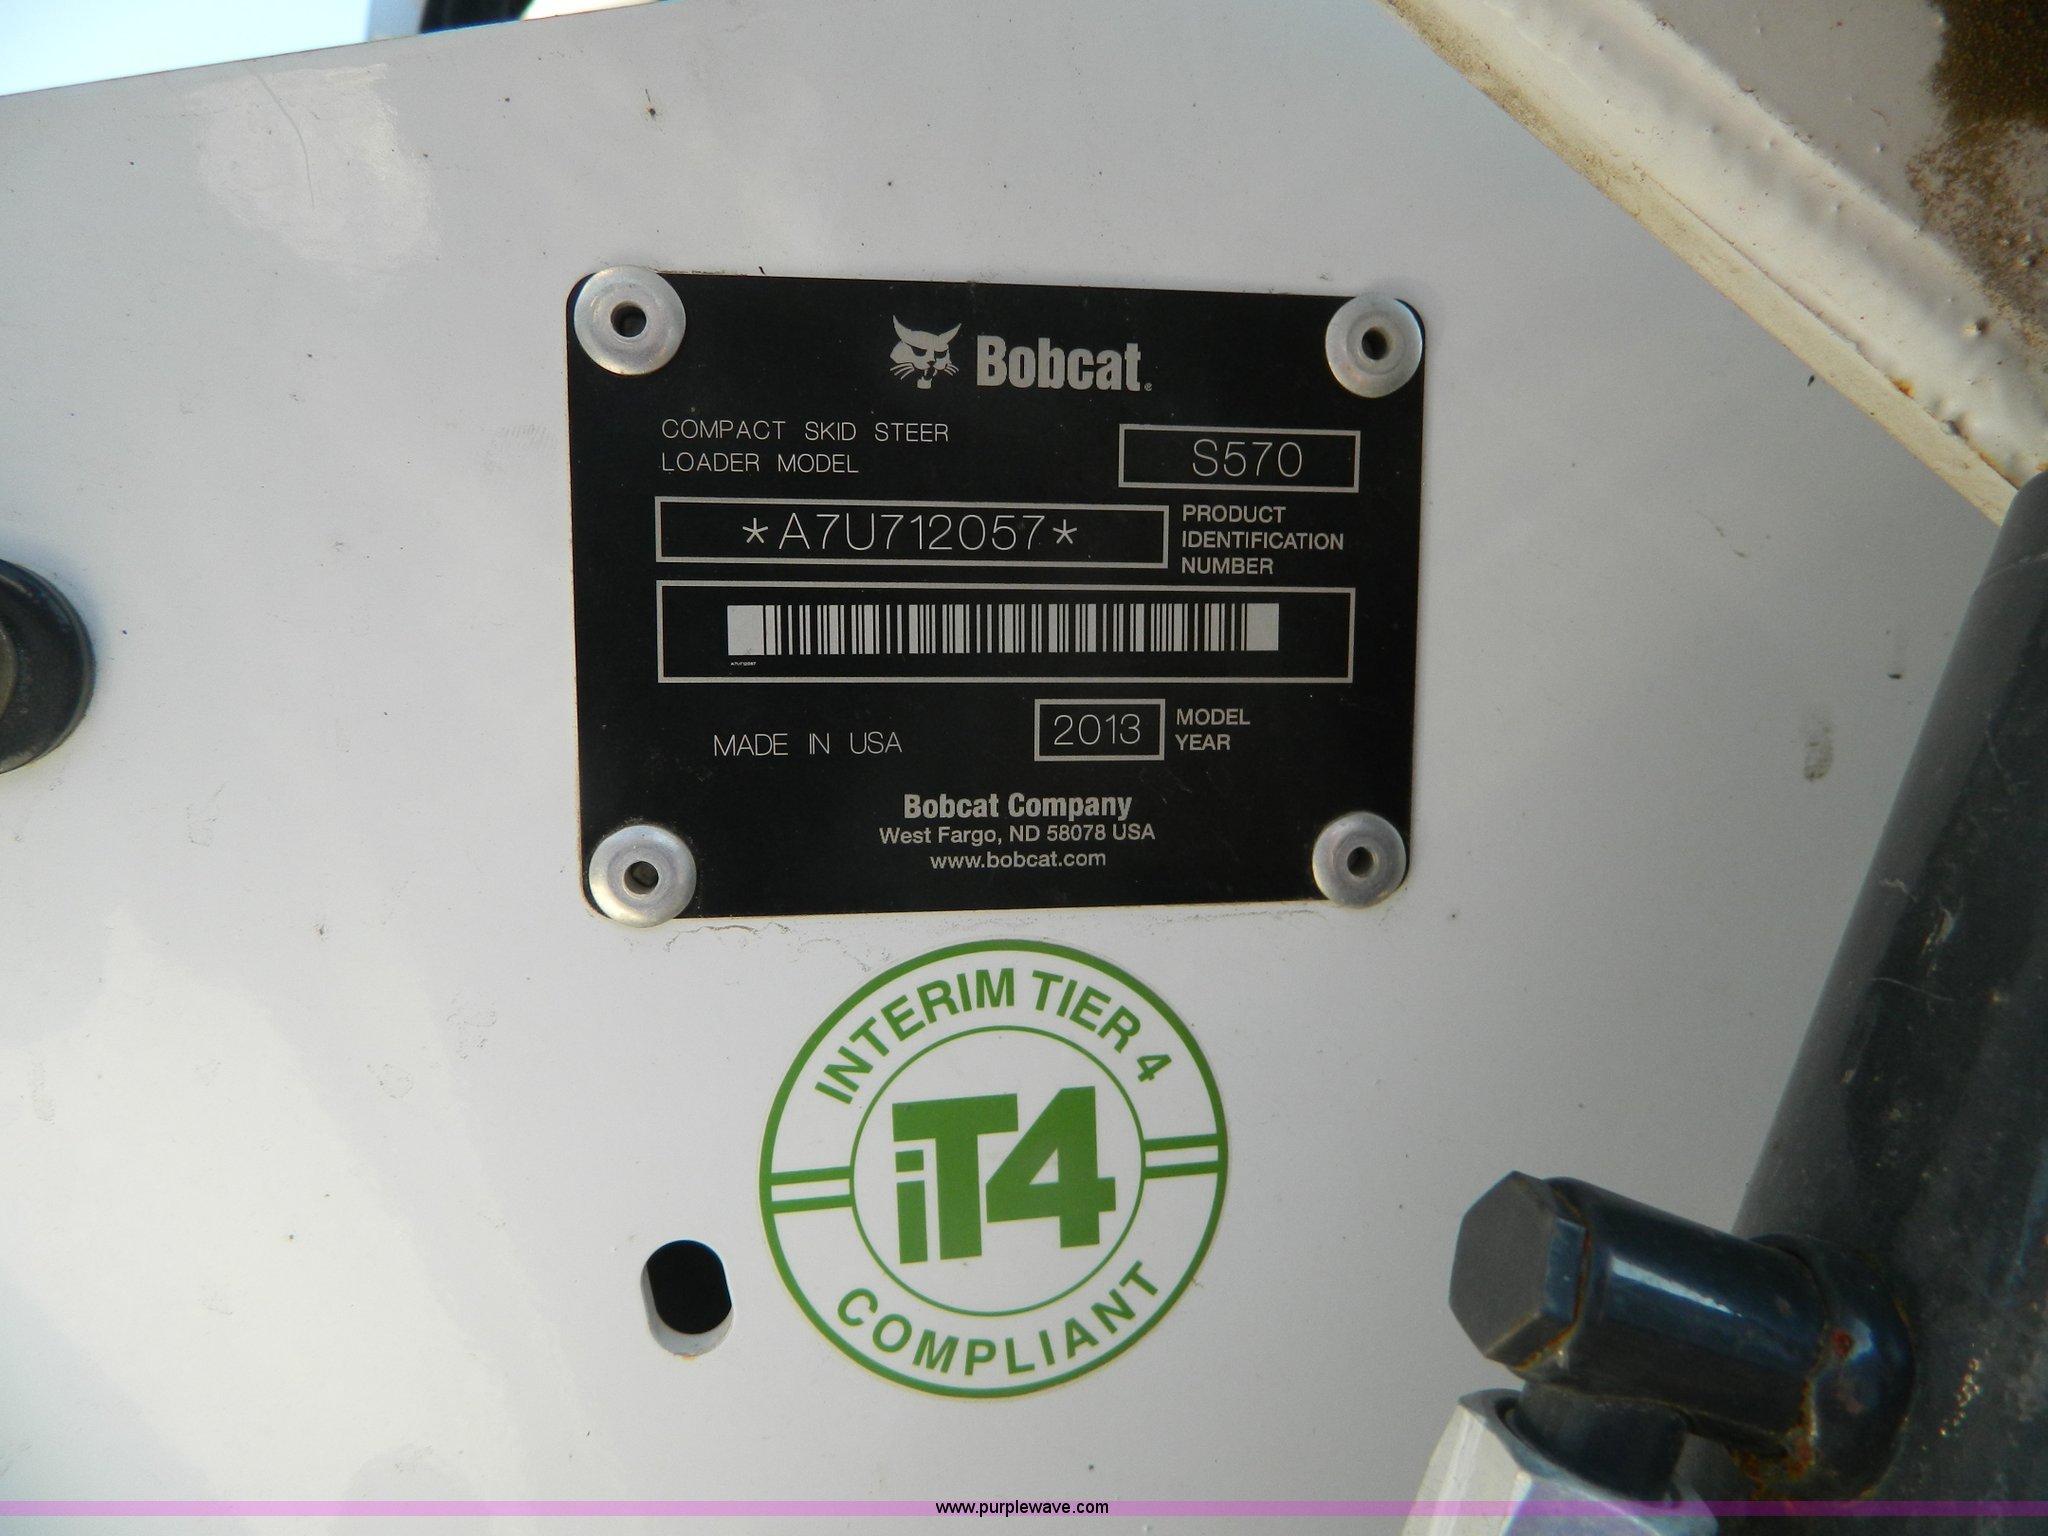 Bobcat®
COMPACT SKID STEER
LOADER MODEL
S570
*A7U712057*
PRODUCT
IDENTIFICATION
NUMBER
A7U712057
MADE IN USA
2013
MODEL
YEAR
Bobcat Company
West Fargo, ND 58078 USA
www.bobcat.com
INTERIM TIER 4
iT4
COMPLIANT
www.purplewave.com